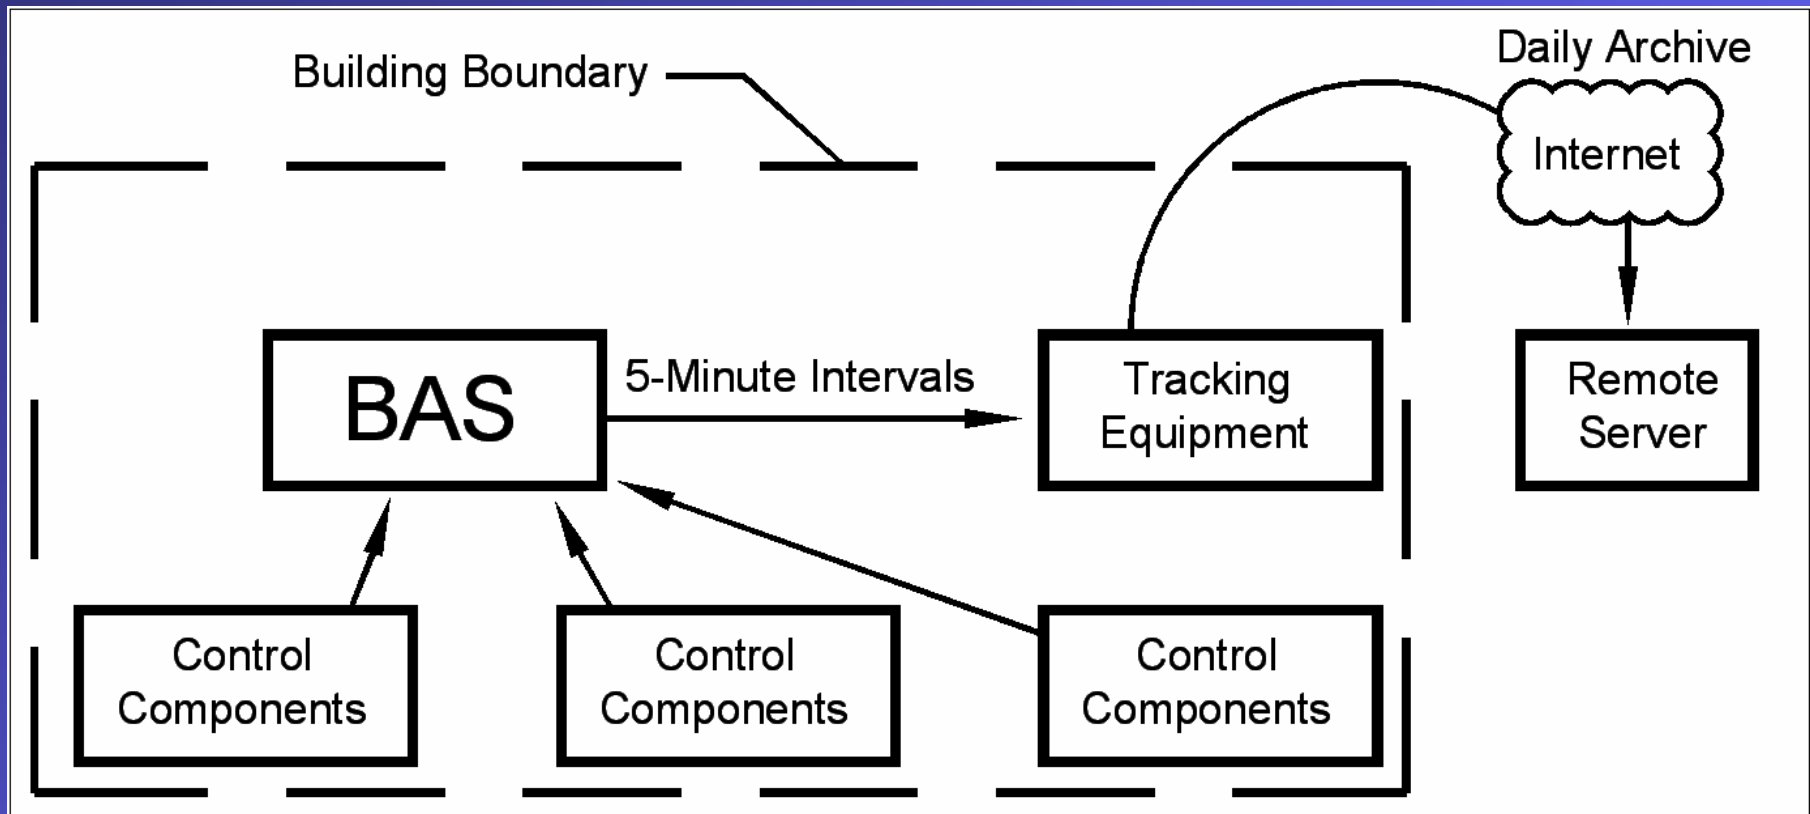 Daily Archive
Building Boundary
Internet
BAS
5-Minute Intervals
Tracking
Equipment
Remote
Server
Control
Components
Control
Components
Control
Components